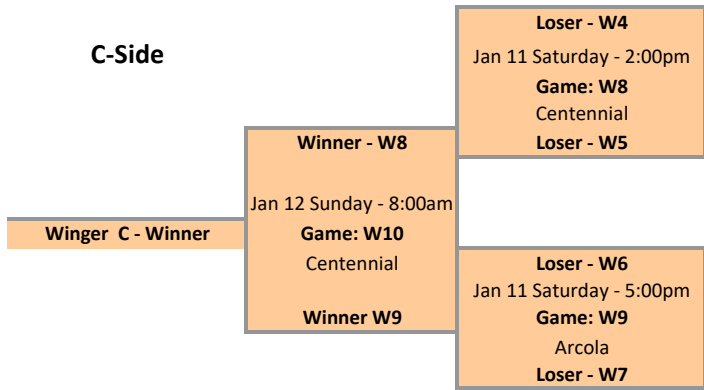 C-Side
Loser - W4
Jan 11 Saturday - 2:00pm
Game: W8
Centennial
Loser - W5
Winner - W8
Jan 12 Sunday - 8:00am
Game: W10
Centennial
Winner W9
Winger  C - Winner
Loser - W6
Jan 11 Saturday - 5:00pm
Game: W9
Arcola
Loser - W7